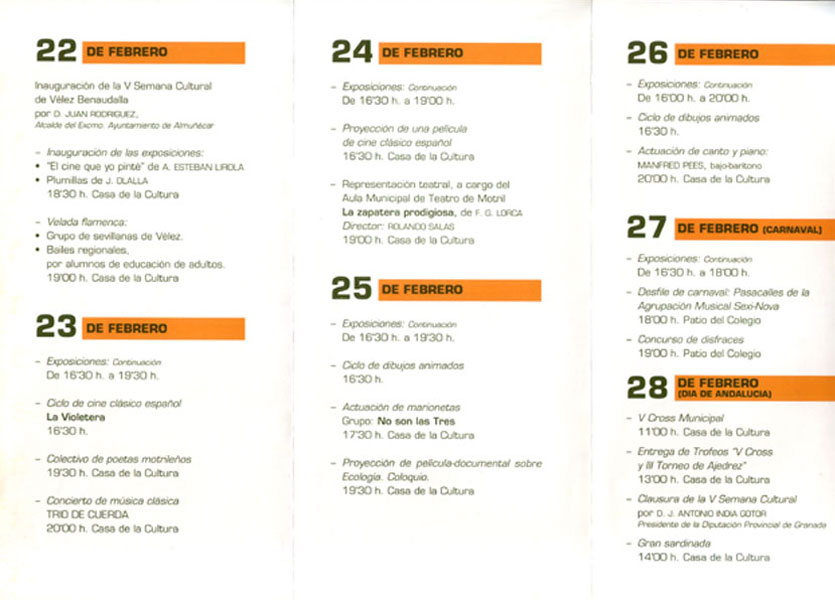 22 DE FEBRERO
Inauguración de la V Semana Cultural
de Vélez Benaudalla
por D. JUAN RODRIGUEZ,
Alcalde del Excmo. Ayuntamiento de Almuñécar
– Inauguración de las exposiciones:
• "El cine que yo pinté" de A. ESTEBAN LIROLA
• Plumillas de J. OLALLA
18'30 h. Casa de la Cultura
– Velada flamenca:
• Grupo de sevillanas de Vélez.
• Bailes regionales,
por alumnos de educación de adultos.
19'00 h. Casa de la Cultura
23 DE FEBRERO
– Exposiciones: Continuación
De 16'30 h. a 19'30 h.
– Ciclo de cine clásico español
La Violetera
16'30 h.
– Colectivo de poetas motrileños
19'30 h. Casa de la Cultura
– Concierto de música clásica
TRIO DE CUERDA
20'00 h. Casa de la Cultura
24 DE FEBRERO
– Exposiciones: Continuación
De 16'30 h. a 19'00 h.
– Proyección de una película
de cine clásico español
16'30 h. Casa de la Cultura
– Representación teatral, a cargo del
Aula Municipal de Teatro de Motril
La zapatera prodigiosa, de F. G. LORCA
Director: ROLANDO SALAS
19'00 h. Casa de la Cultura
25 DE FEBRERO
– Exposiciones: Continuación
De 16'30 h. a 19'30 h.
– Ciclo de dibujos animados
16'30 h.
– Actuación de marionetas
Grupo: No son las Tres
17'30 h. Casa de la Cultura
– Proyección de película-documental sobre
Ecología. Coloquio.
19'30 h. Casa de la Cultura
26 DE FEBRERO
– Exposiciones: Continuación
De 16'00 h. a 20'00 h.
– Ciclo de dibujos animados
16'30 h.
– Actuación de canto y piano:
MANFRED PEES, bajo-barítono
20'00 h. Casa de la Cultura
27 DE FEBRERO (CARNAVAL)
– Exposiciones: Continuación
De 16'30 h. a 18'00 h.
– Desfile de carnaval: Pasacalles de la
Agrupación Musical Sexi-Nova
18'00 h. Patio del Colegio
– Concurso de disfraces
19'00 h. Patio del Colegio
28 DE FEBRERO
(DIA DE ANDALUCIA)
– V Cross Municipal
11'00 h. Casa de la Cultura
– Entrega de Trofeos "V Cross
y III Torneo de Ajedrez"
13'00 h. Casa de la Cultura
– Clausura de la V Semana Cultural
por D. J. ANTONIO INDIA GOTOR
Presidente de la Diputación Provincial de Granada
– Gran sardinada
14'00 h. Casa de la Cultura